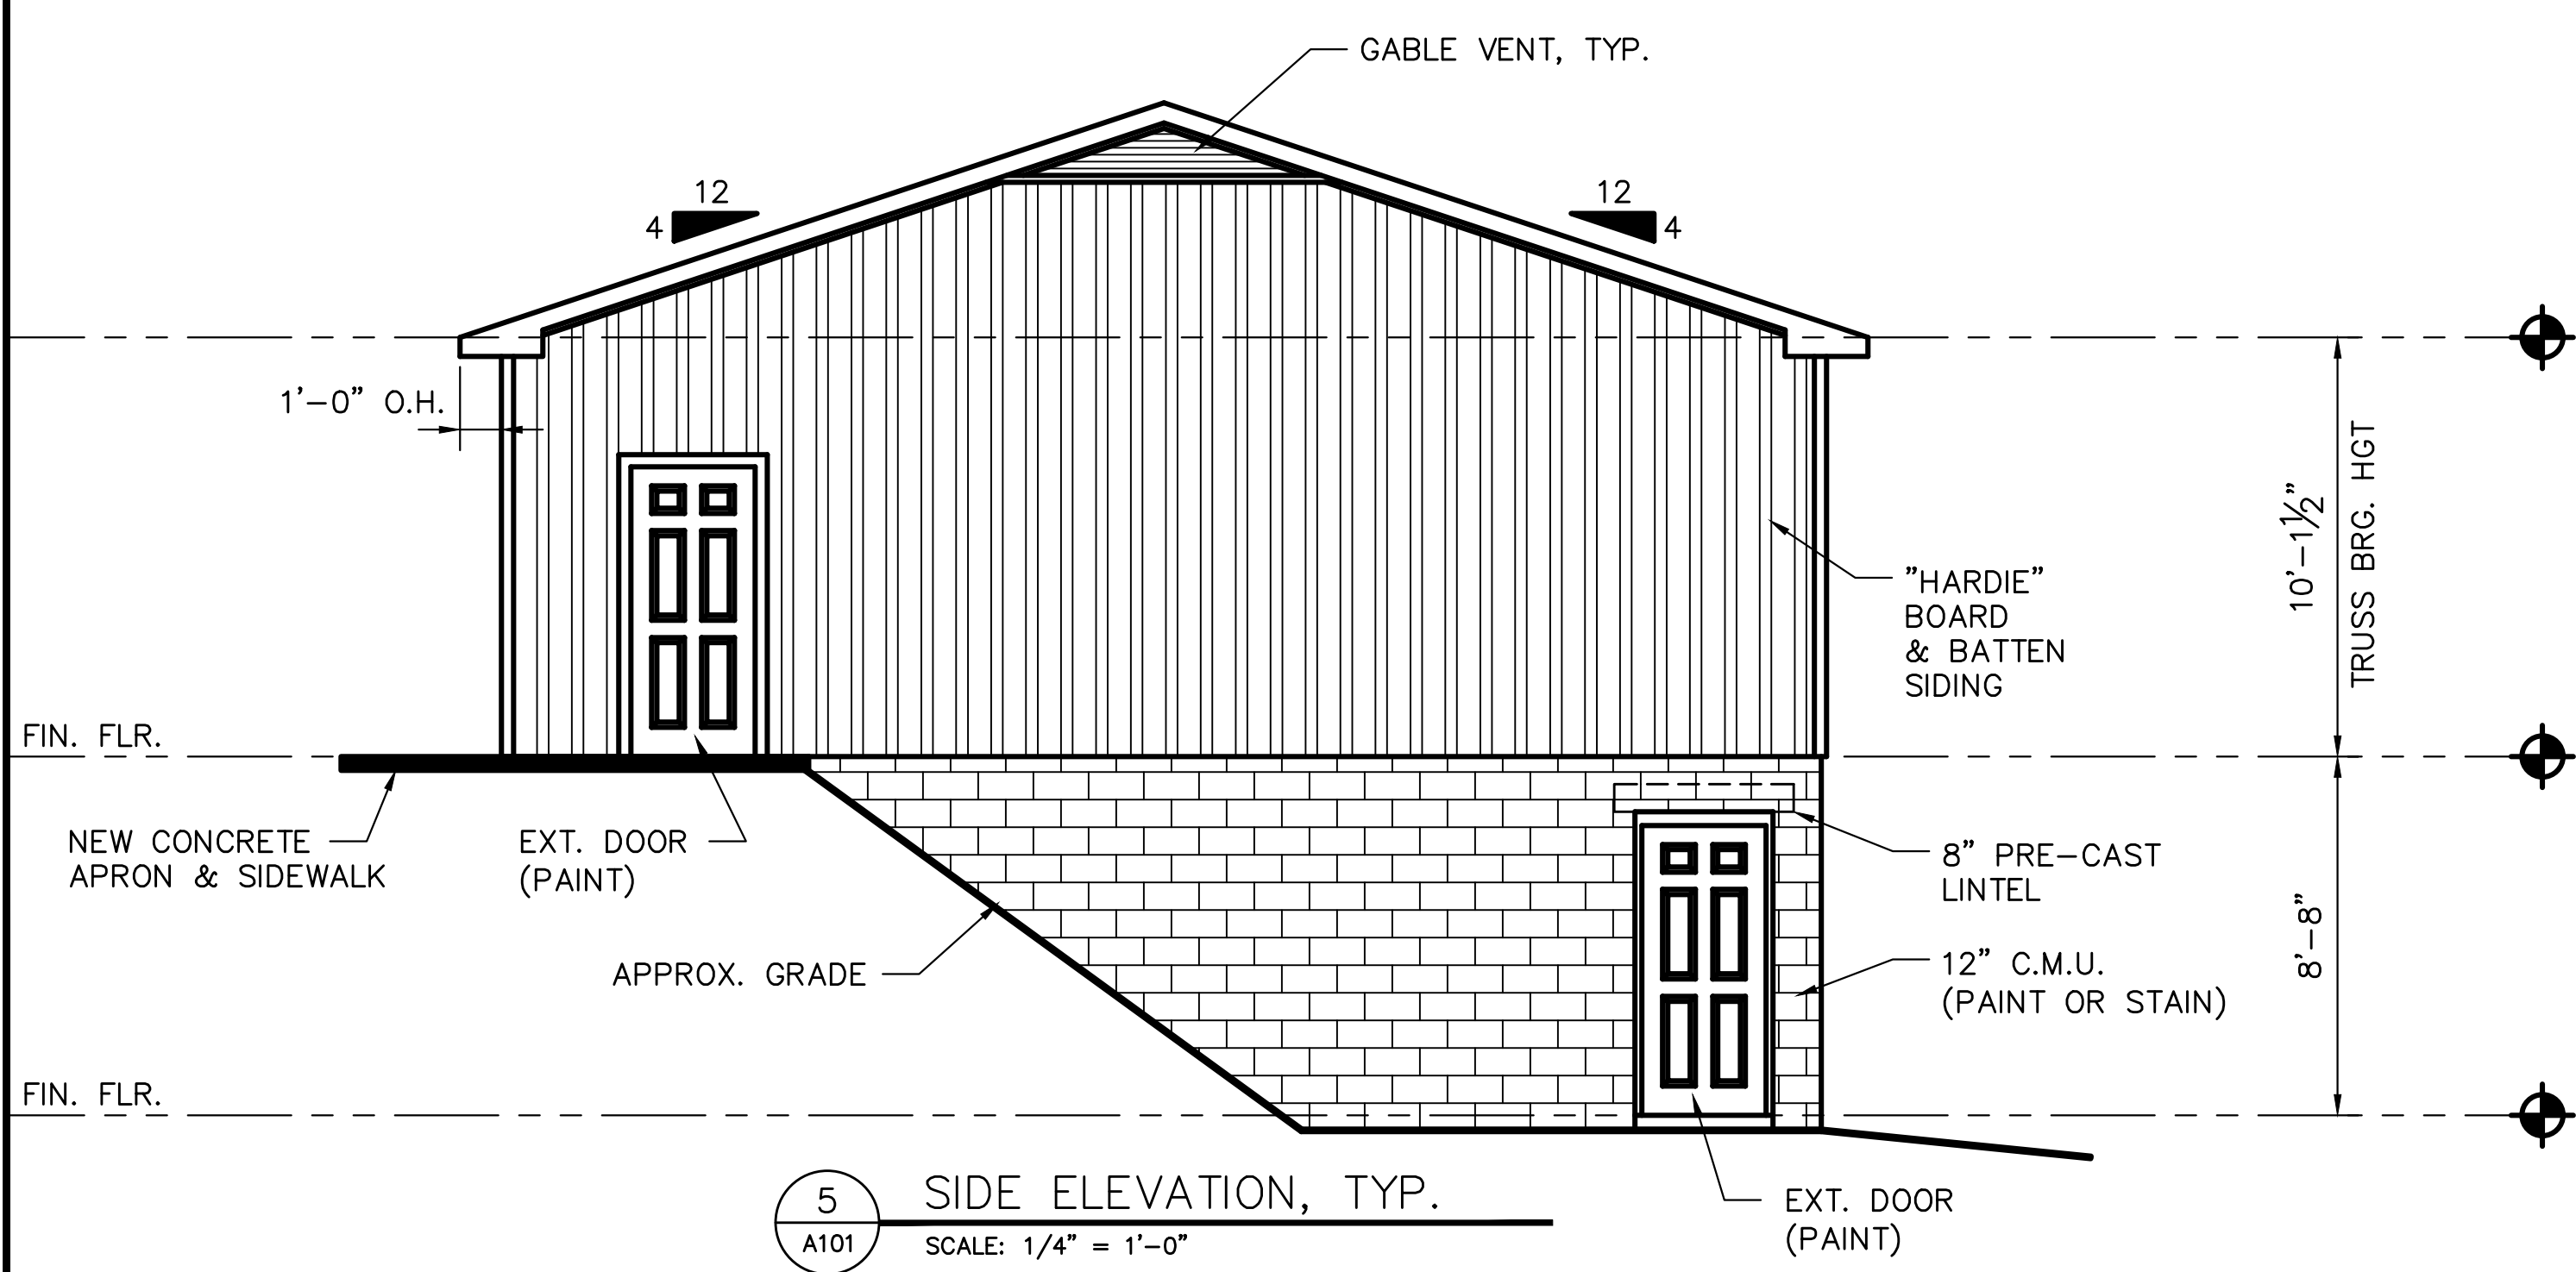 GABLE VENT, TYP.
12
4
12
4
1'-0" O.H.
10'-1½"
TRUSS BRG. HGT
"HARDIE"
BOARD
& BATTEN
SIDING
FIN. FLR.
NEW CONCRETE
APRON & SIDEWALK
EXT. DOOR
(PAINT)
8" PRE-CAST
LINTEL
8'-8"
APPROX. GRADE
12" C.M.U.
(PAINT OR STAIN)
FIN. FLR.
5
A101
SIDE ELEVATION, TYP.
SCALE: 1/4" = 1'-0"
EXT. DOOR
(PAINT)